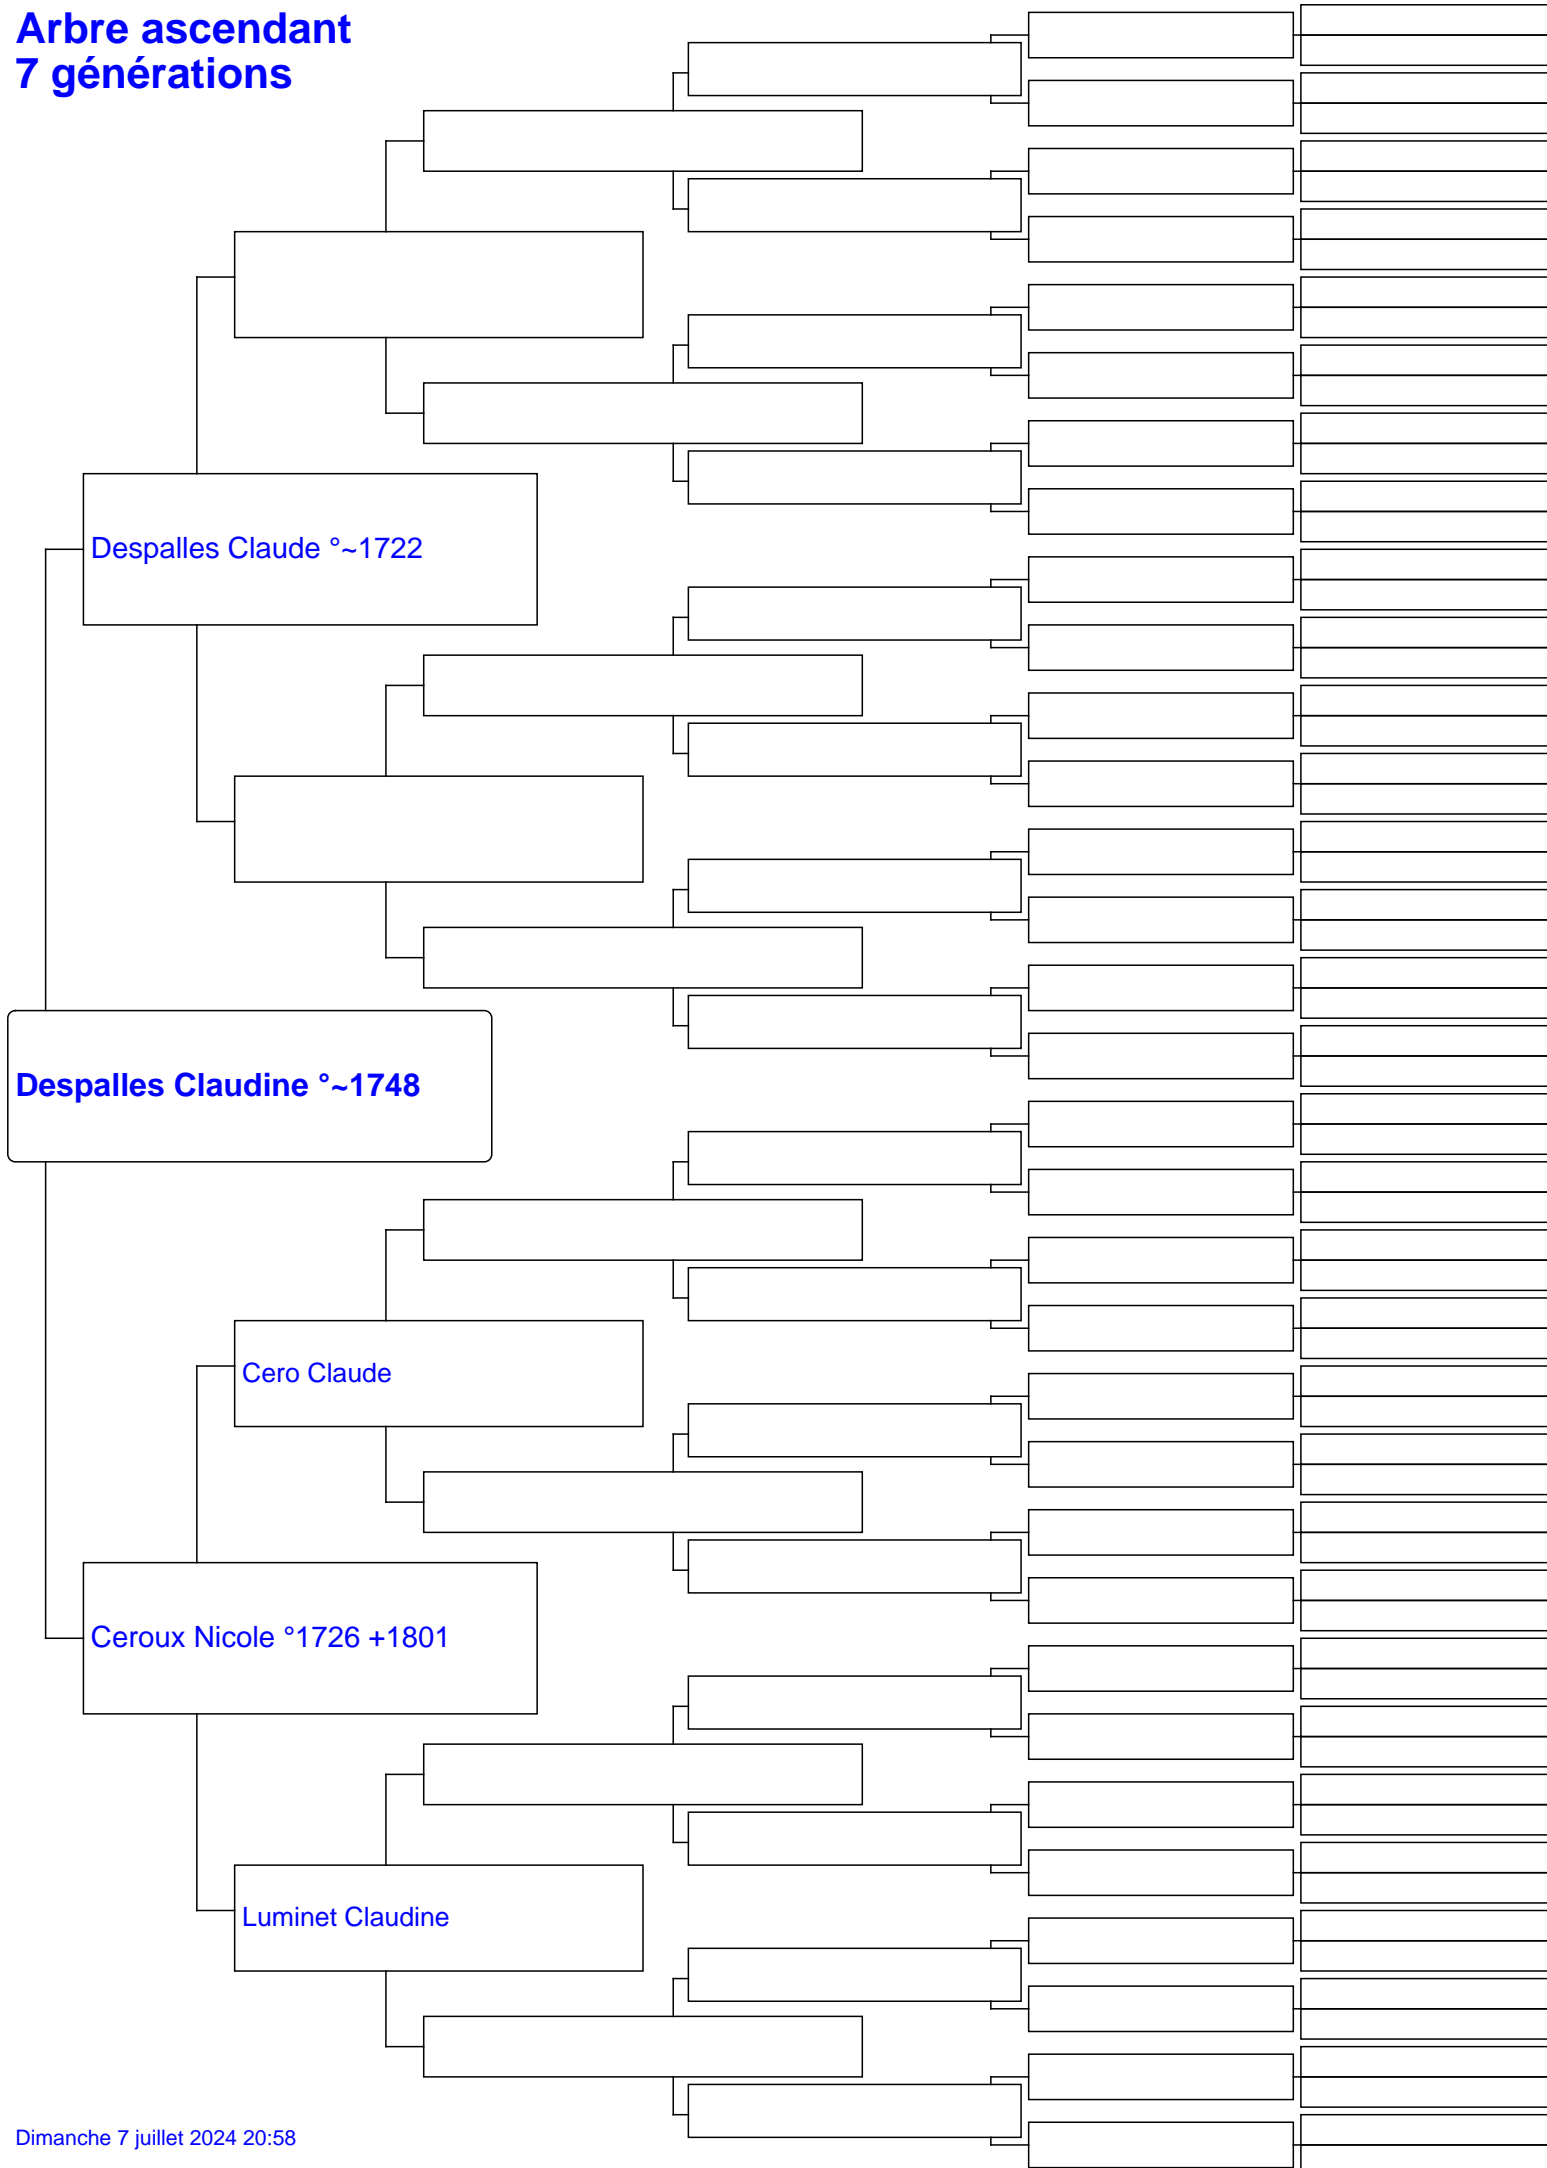 Arbre ascendant
7 générations
Despalles Claude °~1722
Despalles Claudine °~1748
Cero Claude
Ceroux Nicole °1726 +1801
Luminet Claudine
Dimanche 7 juillet 2024 20:58